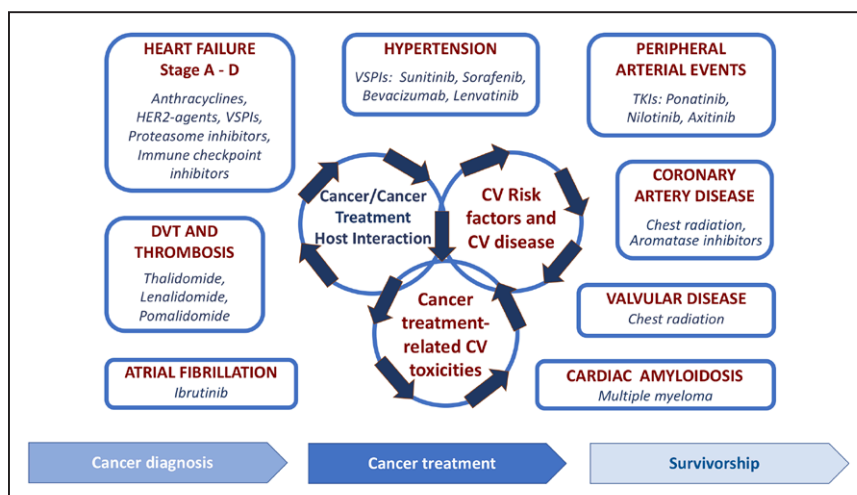 HEART FAILURE
Stage A - D
Anthracyclines,
HER2-agents, VSPIs,
Proteasome inhibitors,
Immune checkpoint
inhibitors
HYPERTENSION
VSPIs: Sunitinib, Sorafenib,
Bevacizumab, Lenvatinib
PERIPHERAL
ARTERIAL EVENTS
TKIs: Ponatinib,
Nilotinib, Axitinib
DVT AND
THROMBOSIS
Thalidomide,
Lenalidomide,
Pomalidomide
Cancer/Cancer
Treatment
Host Interaction
CV Risk
factors and
CV disease
CORONARY
ARTERY DISEASE
Chest radiation,
Aromatase inhibitors
Cancer
treatment-
related CV
toxicities
VALVULAR DISEASE
Chest radiation
ATRIAL FIBRILLATION
Ibrutinib
CARDIAC AMYLOIDOSIS
Multiple myeloma
Cancer diagnosis
Cancer treatment
Survivorship